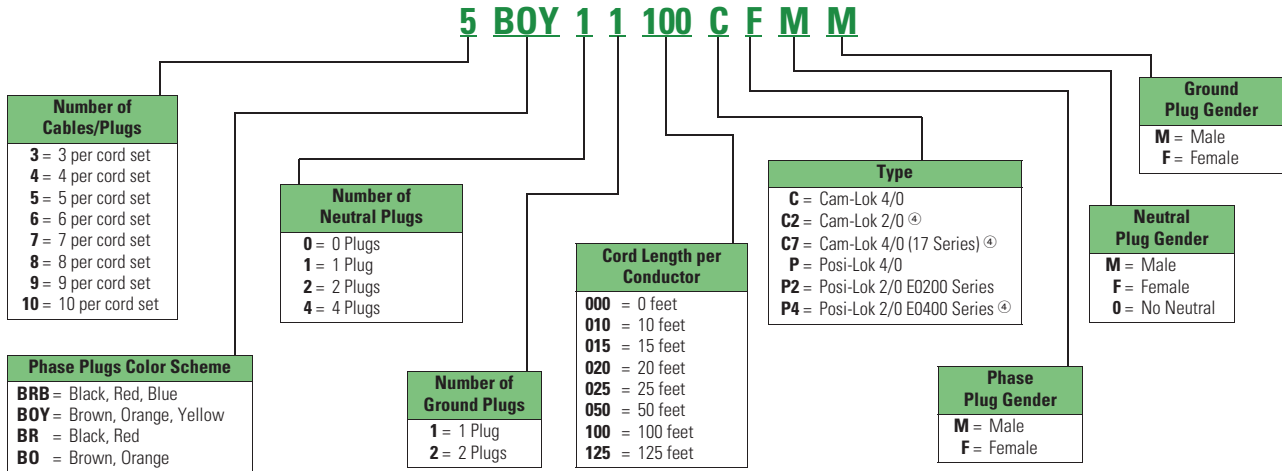 5 BOY 1 1 100 C F M M
Number of
Cables/Plugs
3 = 3 per cord set
4 = 4 per cord set
5 = 5 per cord set
6 = 6 per cord set
7 = 7 per cord set
8 = 8 per cord set
9 = 9 per cord set
10 = 10 per cord set
Phase Plugs Color Scheme
BRB = Black, Red, Blue
BOY = Brown, Orange, Yellow
BR = Black, Red
BO = Brown, Orange
Number of
Neutral Plugs
0 = 0 Plugs
1 = 1 Plug
2 = 2 Plugs
4 = 4 Plugs
Number of
Ground Plugs
1 = 1 Plug
2 = 2 Plugs
Cord Length per
Conductor
000 = 0 feet
010 = 10 feet
015 = 15 feet
020 = 20 feet
025 = 25 feet
050 = 50 feet
100 = 100 feet
125 = 125 feet
Type
C = Cam-Lok 4/0
C2 = Cam-Lok 2/0 ④
C7 = Cam-Lok 4/0 (17 Series) ④
P = Posi-Lok 4/0
P2 = Posi-Lok 2/0 E0200 Series
P4 = Posi-Lok 2/0 E0400 Series ④
Phase
Plug Gender
M = Male
F = Female
Neutral
Plug Gender
M = Male
F = Female
0 = No Neutral
Ground
Plug Gender
M = Male
F = Female